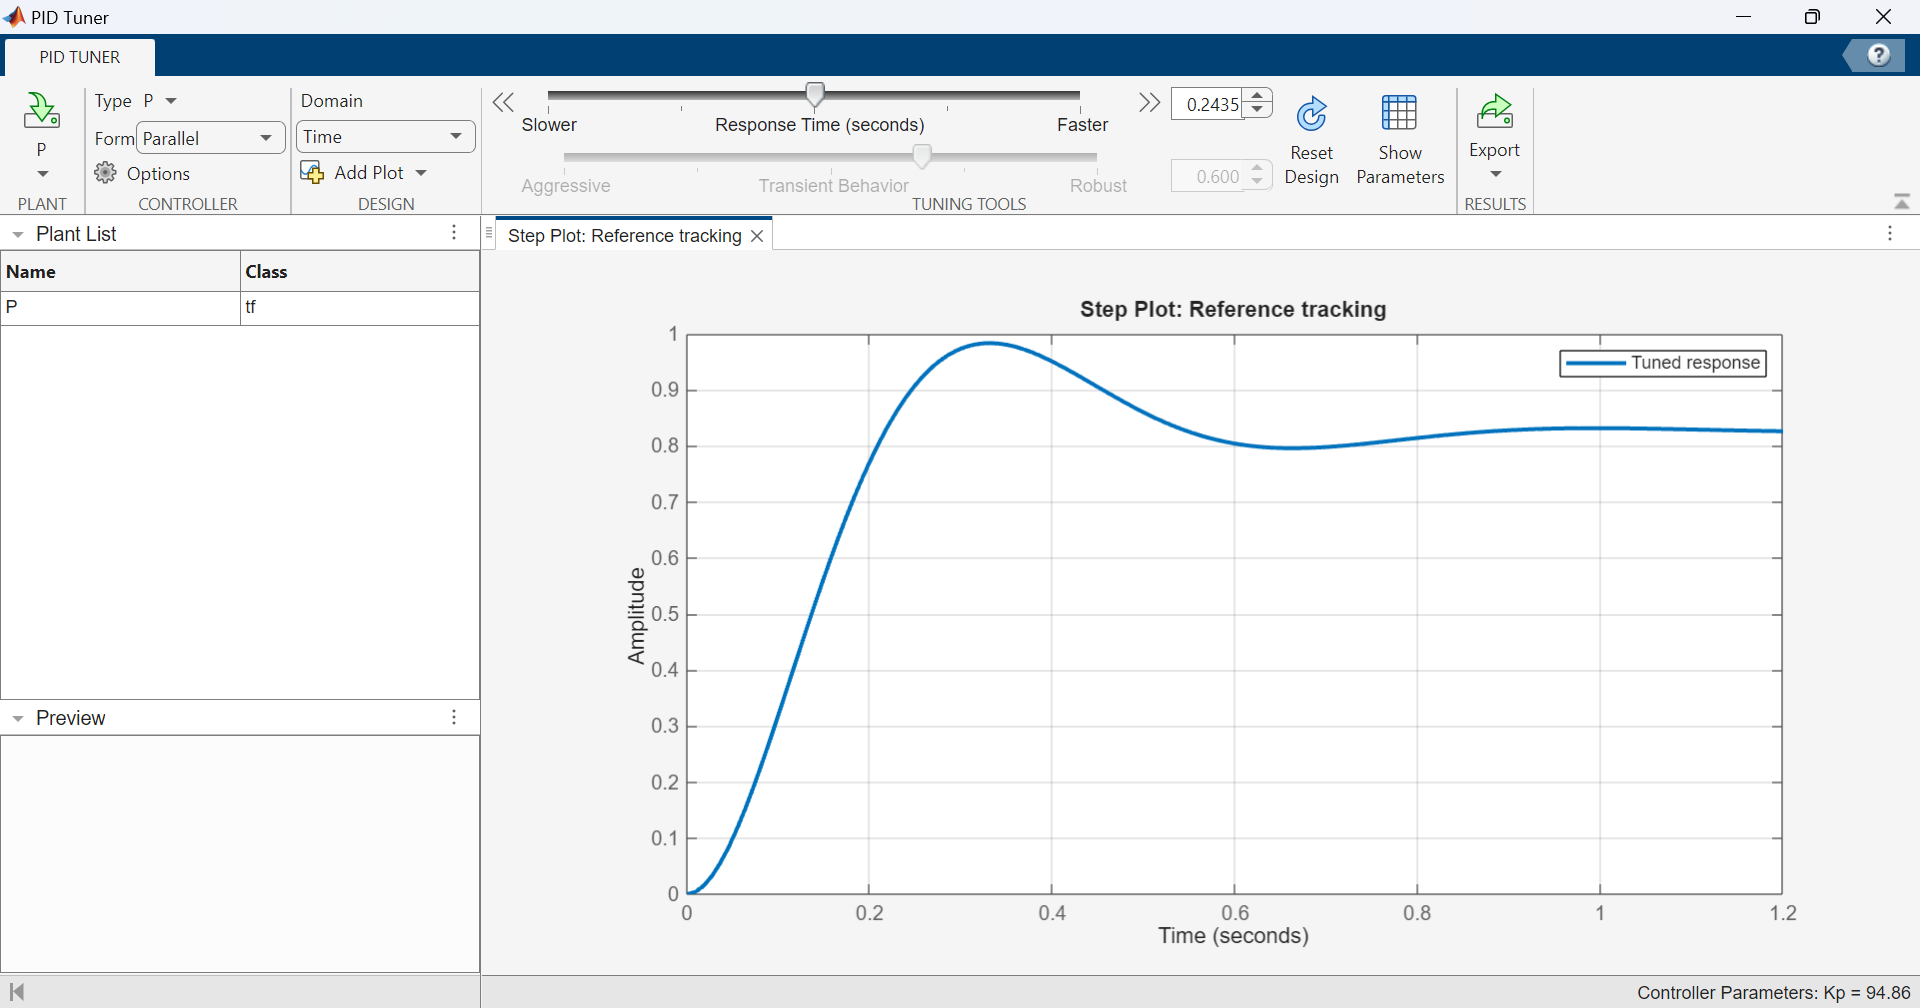 PID Tuner
PID TUNER
P
PLANT
Type P
Form Parallel
Options
CONTROLLER
Domain
Time
Add Plot
DESIGN
Slower Response Time (seconds) Faster
0.2435
Aggressive Transient Behavior Robust
0.600
Reset
Design
Show
Parameters
TUNING TOOLS
Export
RESULTS
?
Plant List
Name Class
P tf
Preview
Step Plot: Reference tracking
Step Plot: Reference tracking
Tuned response
Amplitude
1
0.9
0.8
0.7
0.6
0.5
0.4
0.3
0.2
0.1
0
0 0.2 0.4 0.6 0.8 1 1.2
Time (seconds)
Controller Parameters: Kp = 94.86